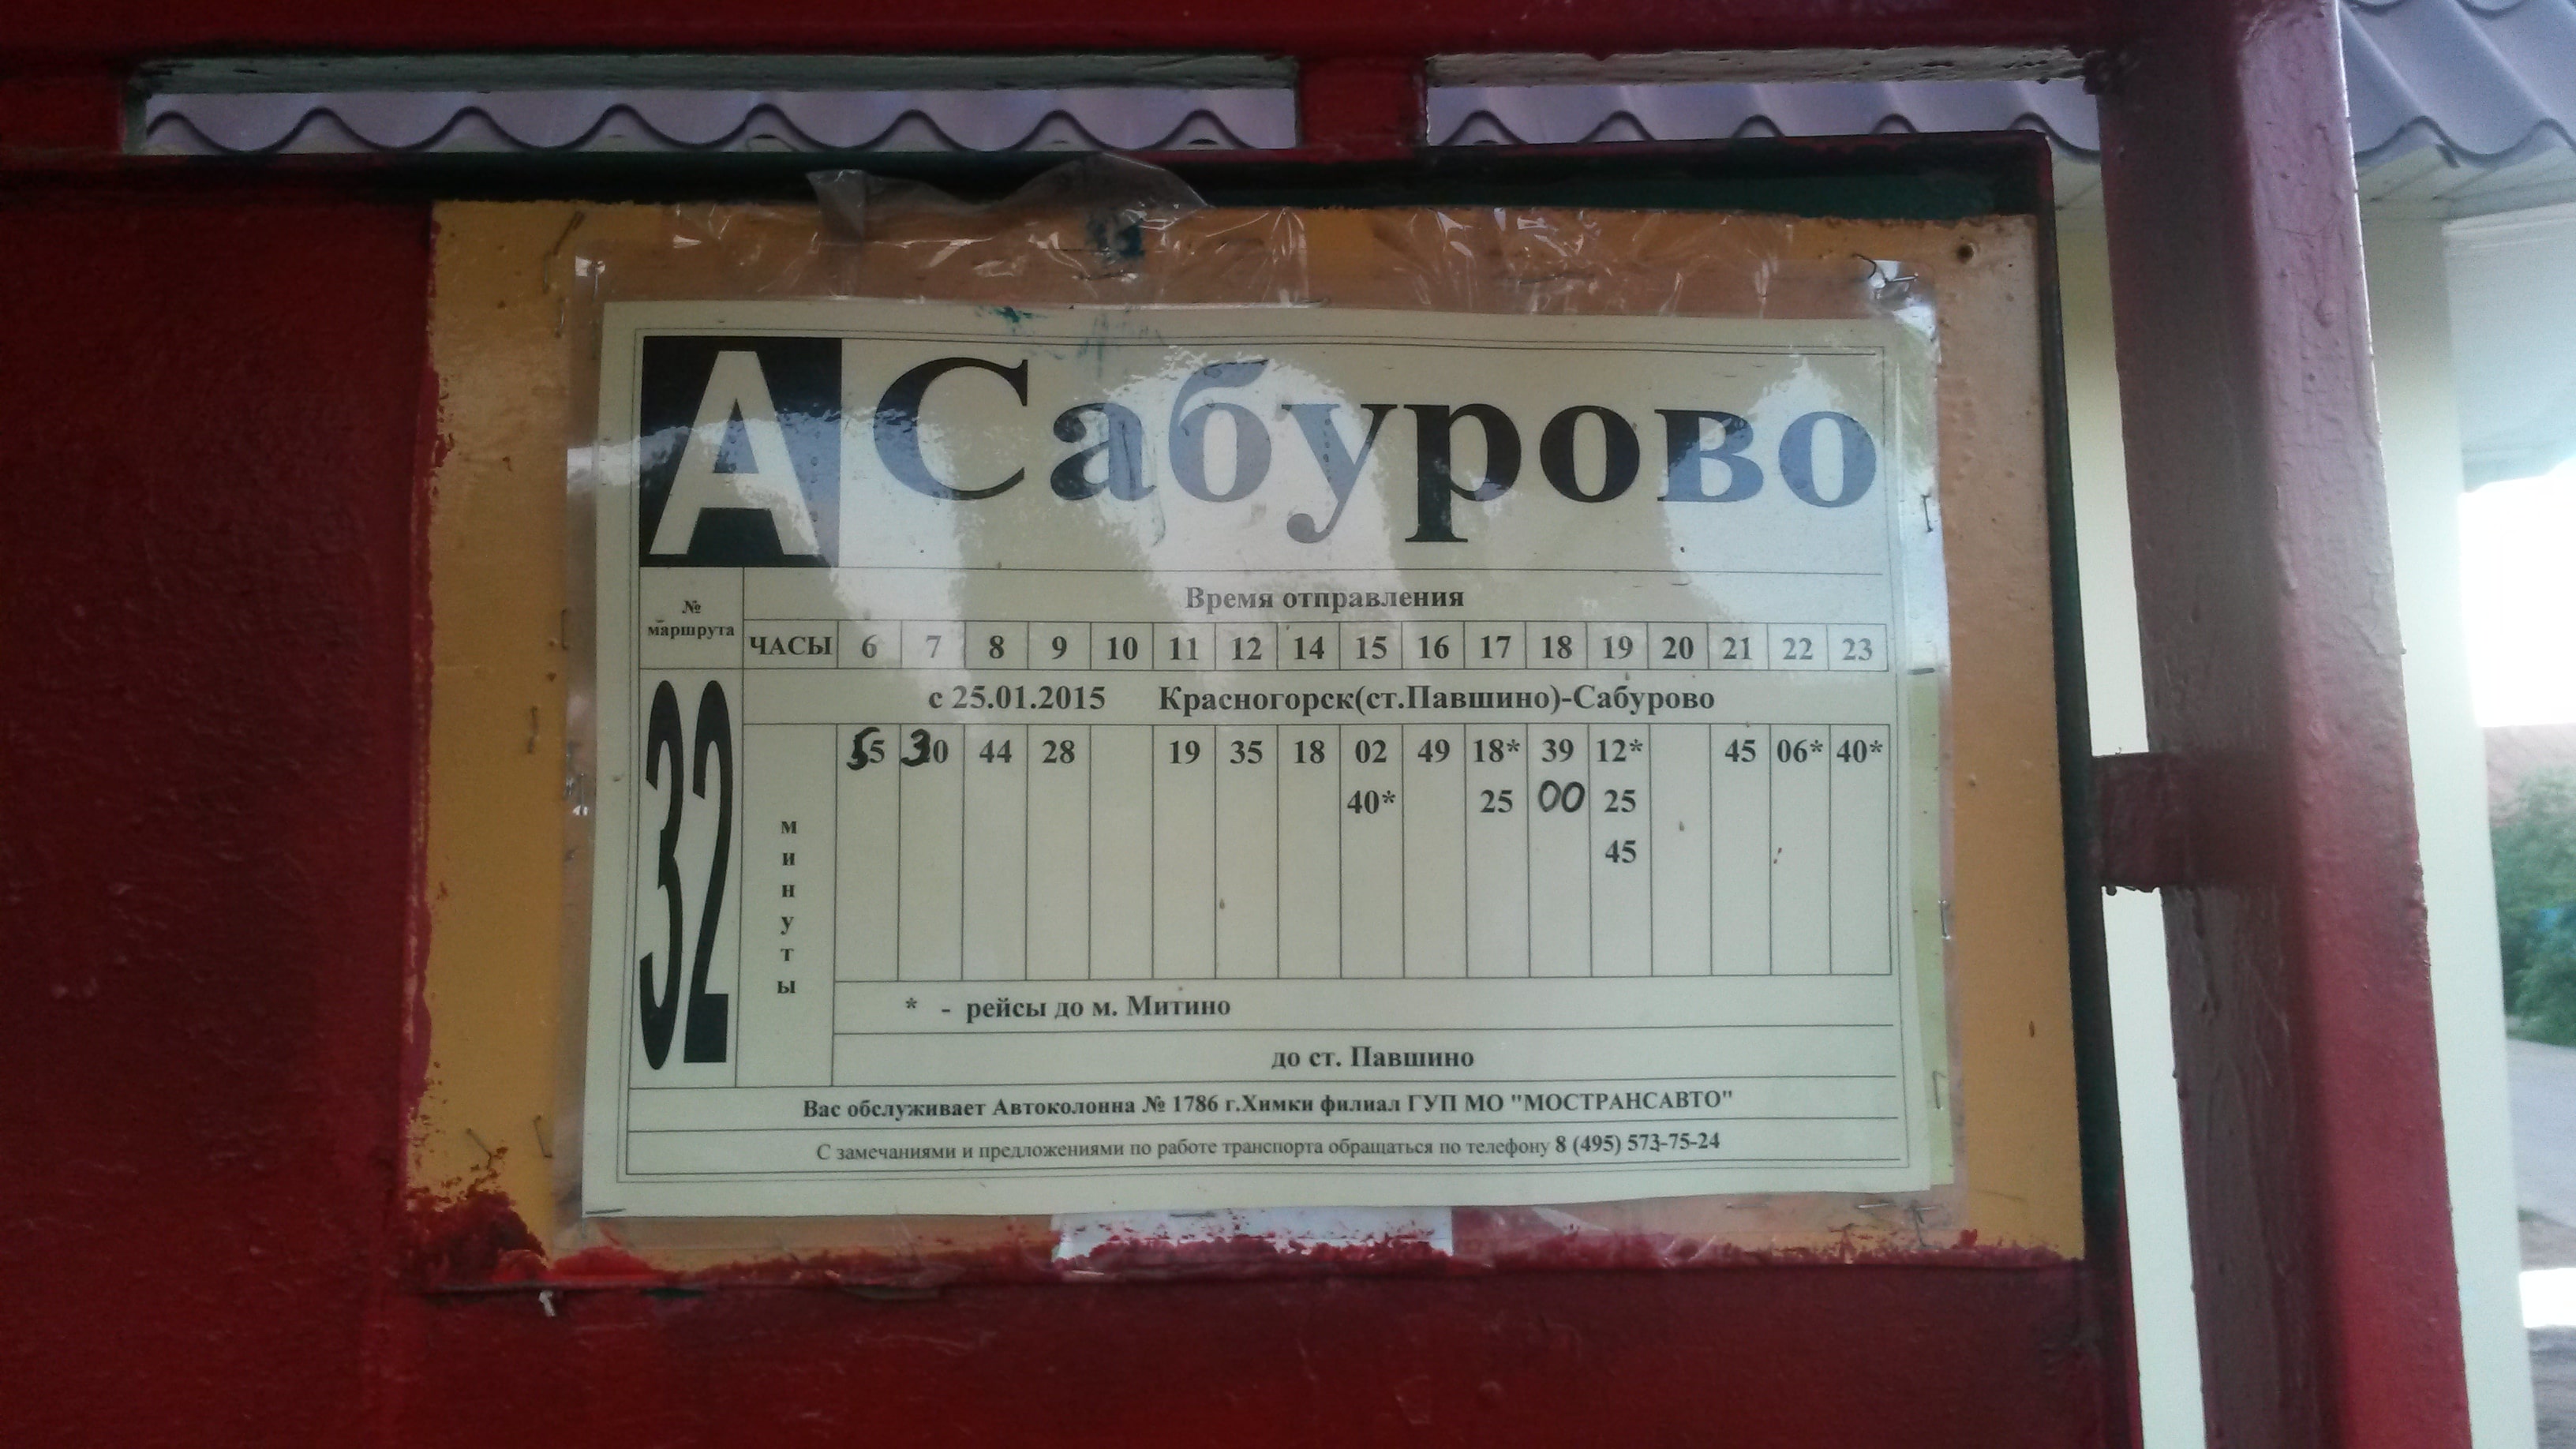 А Сабурово
№ маршрута
Время отправления
ЧАСЫ 6 7 8 9 10 11 12 14 15 16 17 18 19 20 21 22 23
32
с 25.01.2015 Красногорск(ст.Павшино)-Сабурово
минуты
55 30 44 28 19 35 18 02 49 18* 39 12* 45 06* 40*
40* 25 00 25
45
* - рейсы до м. Митино
до ст. Павшино
Вас обслуживает Автоколонна № 1786 г.Химки филиал ГУП МО "МОСТРАНСАВТО"
С замечаниями и предложениями по работе транспорта обращаться по телефону 8 (495) 573-75-24